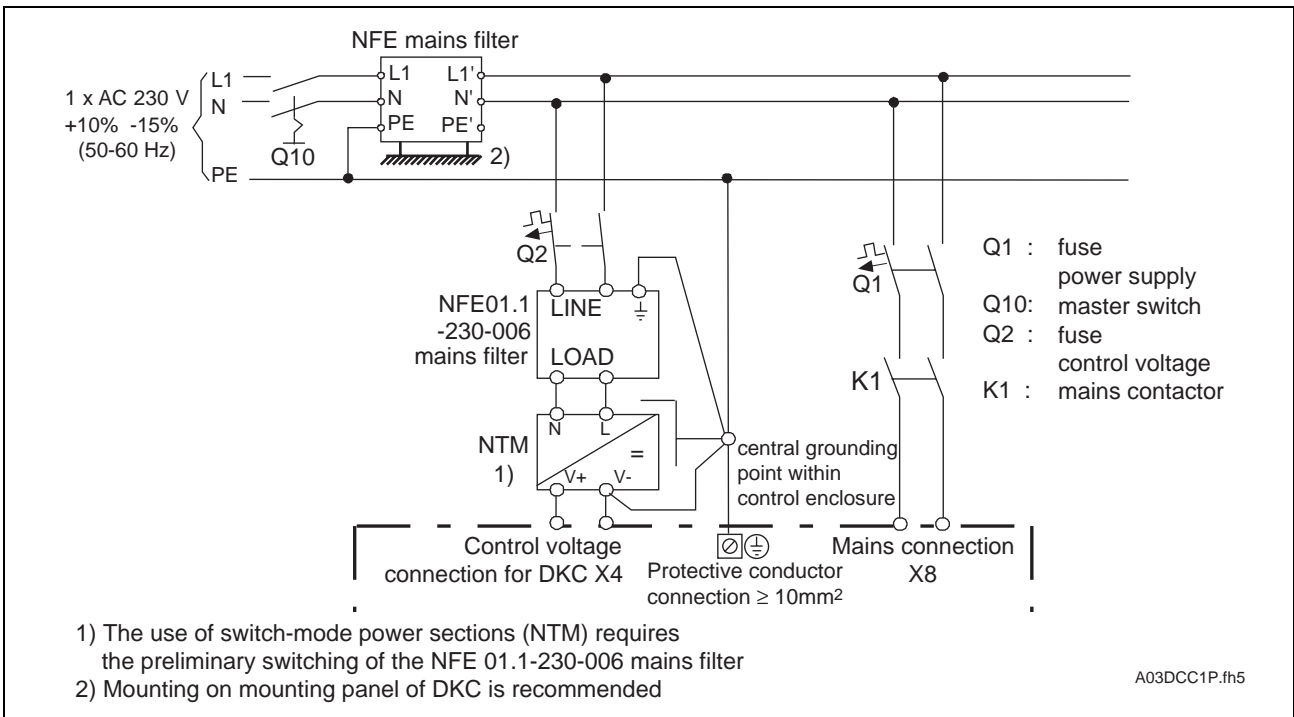 NFE mains filter
L1
N
PE
1 x AC 230 V
+10% -15%
(50-60 Hz)
Q10
L1 L1'
N N'
PE PE'
2)
Q2
NFE01.1
-230-006
mains filter
LINE
LOAD
N L
NTM
1)
=
V+ V-
central grounding
point within
control enclosure
Q1
K1
Q1 : fuse
power supply
Q10: master switch
Q2 : fuse
control voltage
K1 : mains contactor
Control voltage
connection for DKC X4
Protective conductor
connection ≥ 10mm²
Mains connection
X8
1) The use of switch-mode power sections (NTM) requires
the preliminary switching of the NFE 01.1-230-006 mains filter
2) Mounting on mounting panel of DKC is recommended
A03DCC1P.fh5